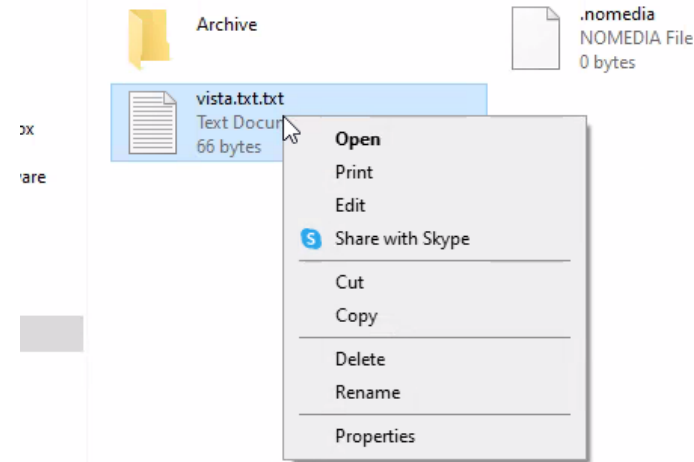 Archive
.nomedia
NOMEDIA File
0 bytes
vista.txt.txt
Text Docu
66 bytes
ox
are
Open
Print
Edit
Share with Skype
Cut
Copy
Delete
Rename
Properties